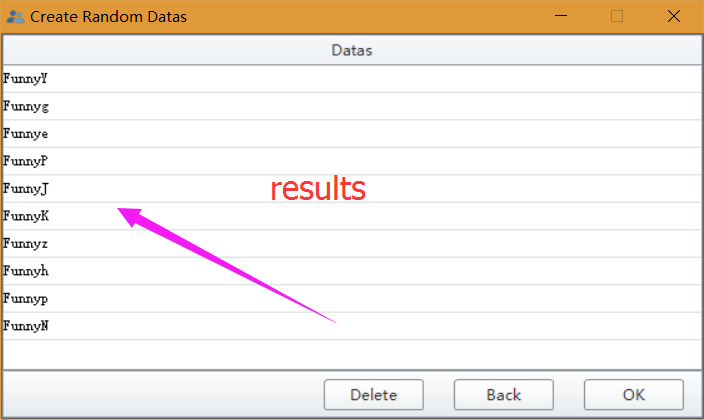 Create Random Datas
Datas
FunnyY
Funnyg
Funnye
FunnyP
FunnyJ
results
FunnyK
Funnyz
Funnyh
Funnyp
FunnyN
Delete Back OK